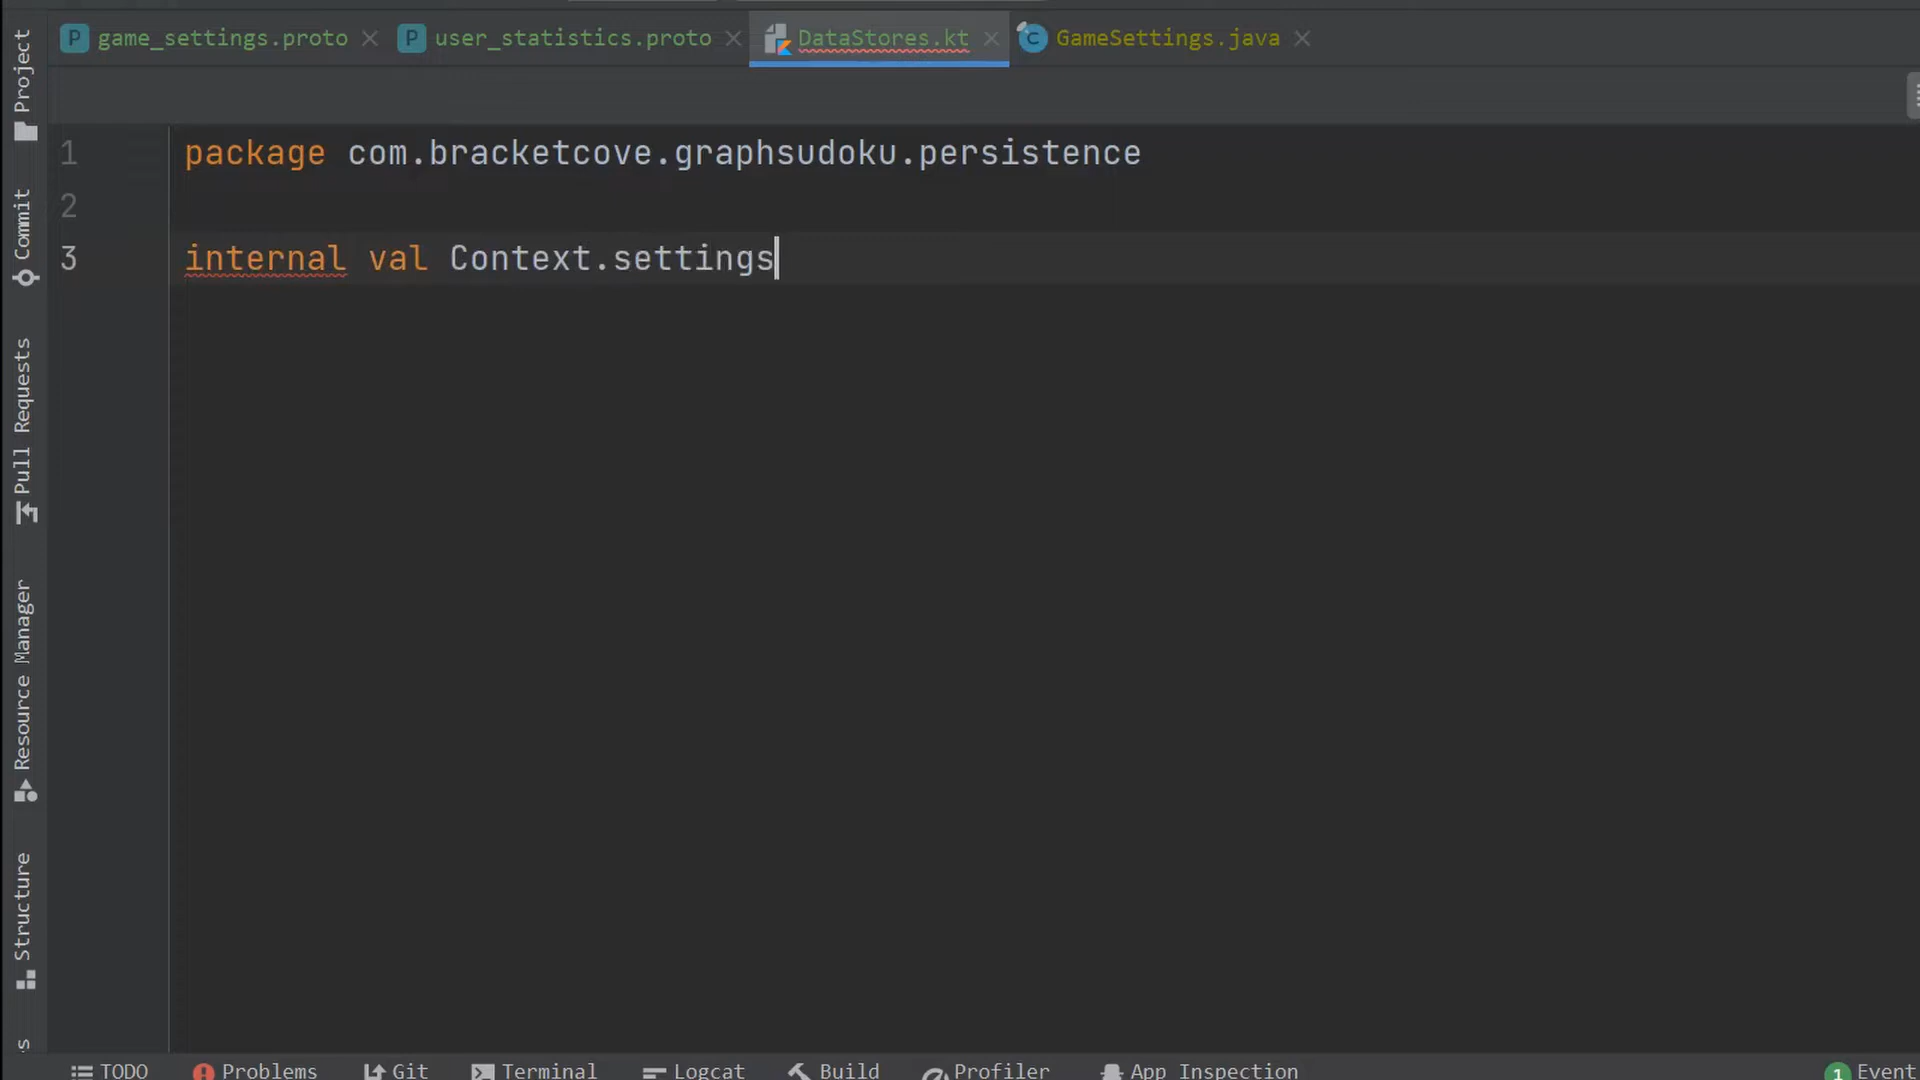 game_settings.proto user_statistics.proto DataStores.kt GameSettings.java
Project
Commit
Pull Requests
Resource Manager
Structure
1 package com.bracketcove.graphsudoku.persistence
2
3 internal val Context.settings
TODO Problems Git Terminal Logcat Build Profiler App Inspection 1 Event